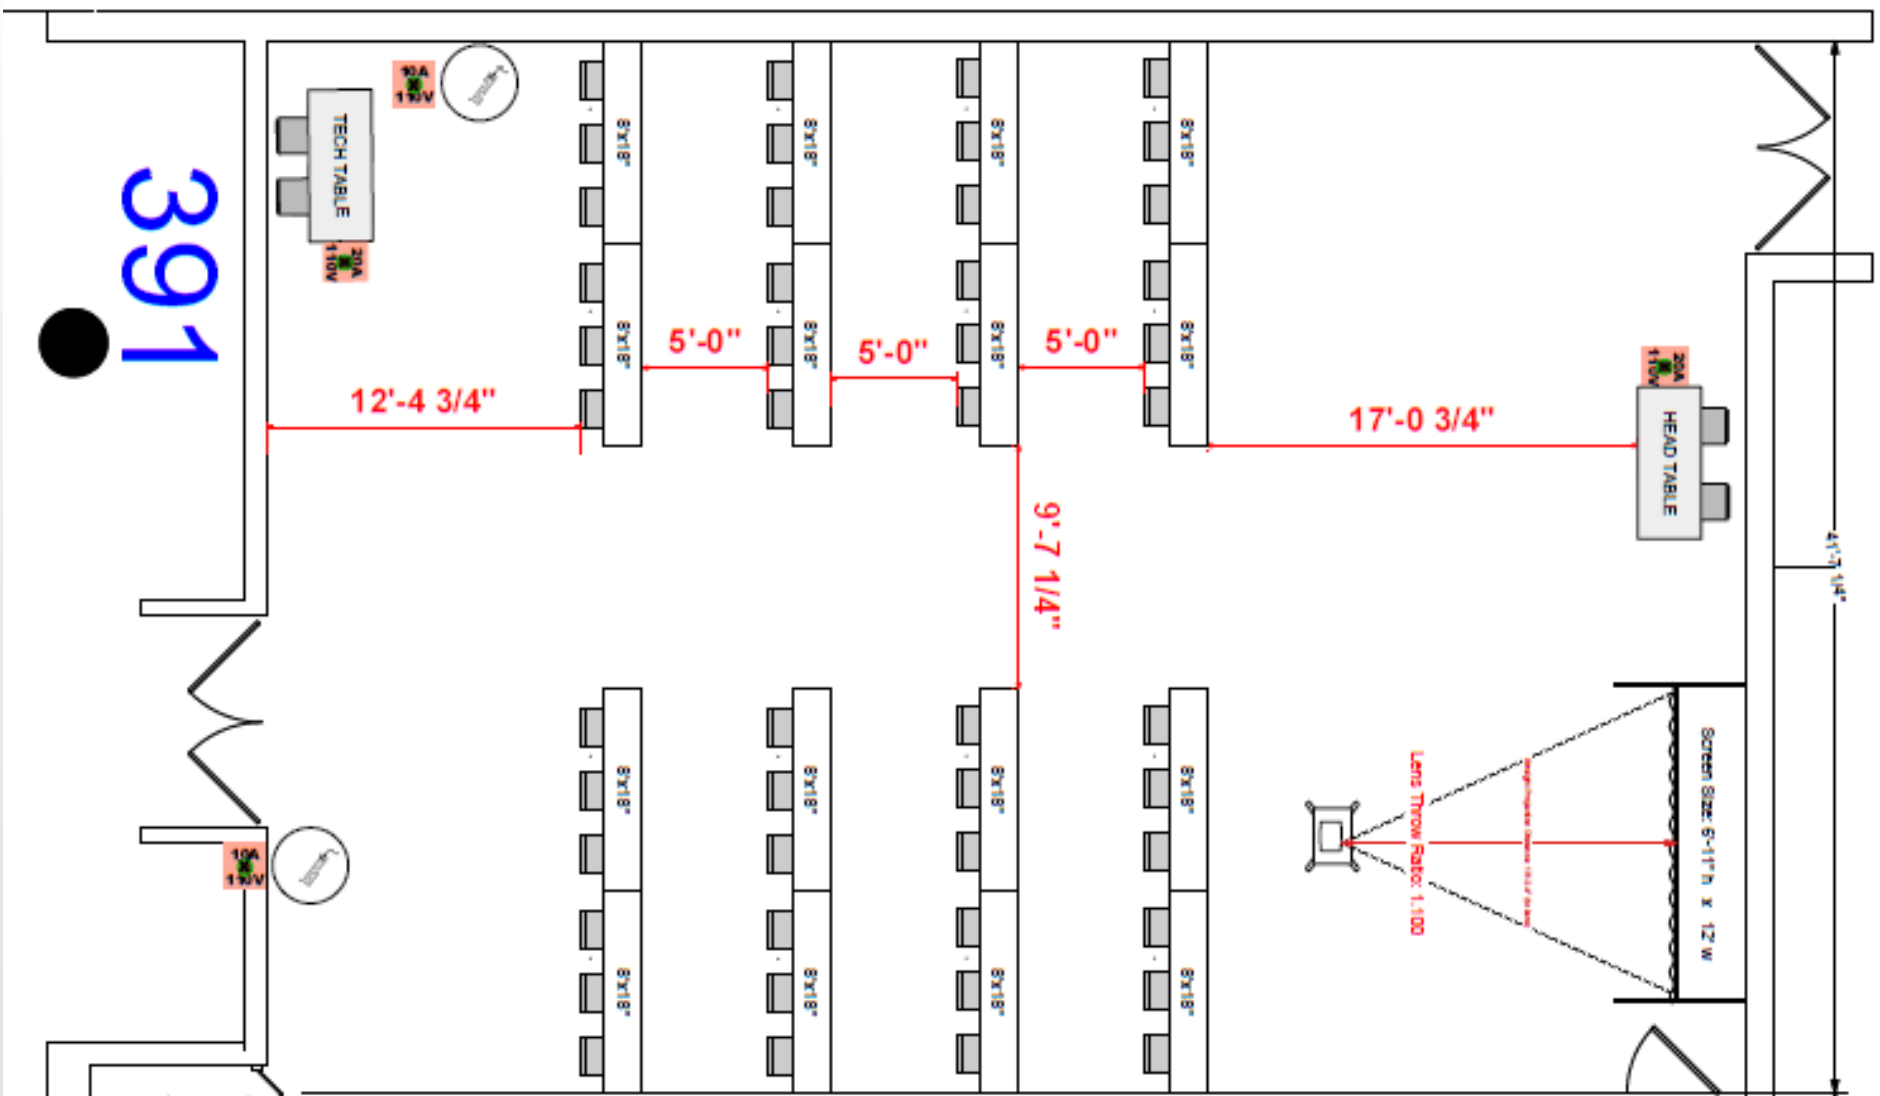 10A
110V
TECH TABLE
20A
110V
391
8'x18"
8'x18"
8'x18"
8'x18"
8'x18"
8'x18"
8'x18"
8'x18"
5'-0"
5'-0"
5'-0"
12'-4 3/4"
17'-0 3/4"
20A
110V
HEAD TABLE
9'-7 1/4"
41'-7 1/4"
8'x18"
8'x18"
8'x18"
8'x18"
Screen Size: 6'-11" h x 12' w
Lens Throw Ratio: 1.100
10A
110V
8'x18"
8'x18"
8'x18"
8'x18"